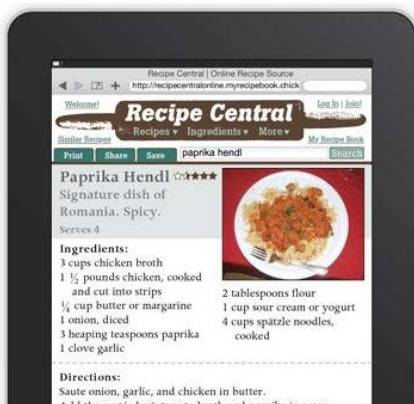 Recipe Central | Online Recipe Source
http://recipecentralonline.myrecipebook.chick
Welcome!
Log In | Join!
Recipe Central
Recipes Ingredients More
Similar Recipes
My Recipe Book
Print Share Save paprika hendl Search
Paprika Hendl
Signature dish of
Romania. Spicy.
Serves 4
Ingredients:
3 cups chicken broth
1 ½ pounds chicken, cooked
and cut into strips
¼ cup butter or margarine
1 onion, diced
3 heaping teaspoons paprika
1 clove garlic
2 tablespoons flour
1 cup sour cream or yogurt
4 cups spätzle noodles,
cooked
Directions:
Saute onion, garlic, and chicken in butter.